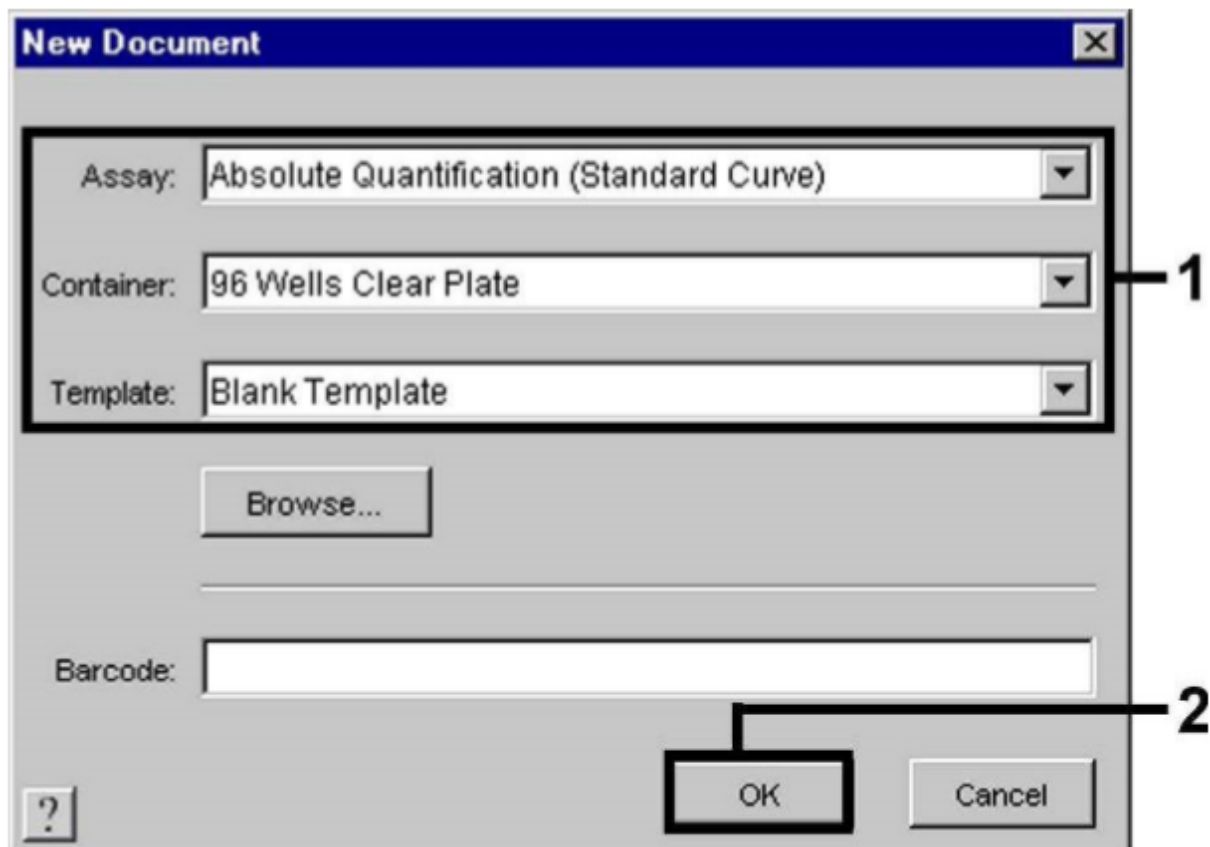 New Document
Assay: Absolute Quantification (Standard Curve)
Container: 96 Wells Clear Plate
1
Template: Blank Template
Browse...
Barcode:
2
OK Cancel
?